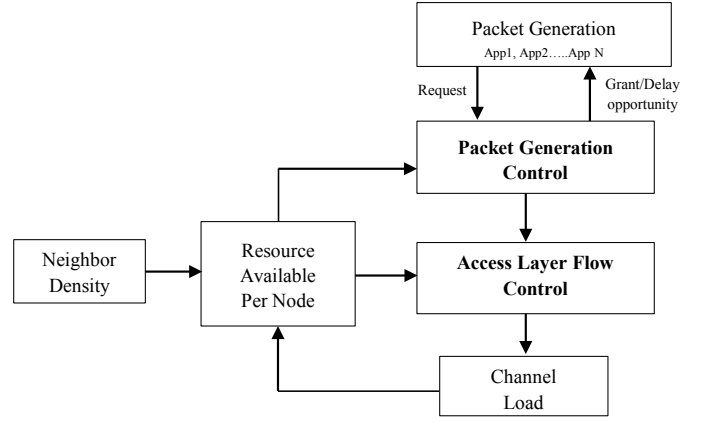 Packet Generation
App1, App2…..App N
Request
Grant/Delay
opportunity
Packet Generation
Control
Neighbor
Density
Resource
Available
Per Node
Access Layer Flow
Control
Channel
Load